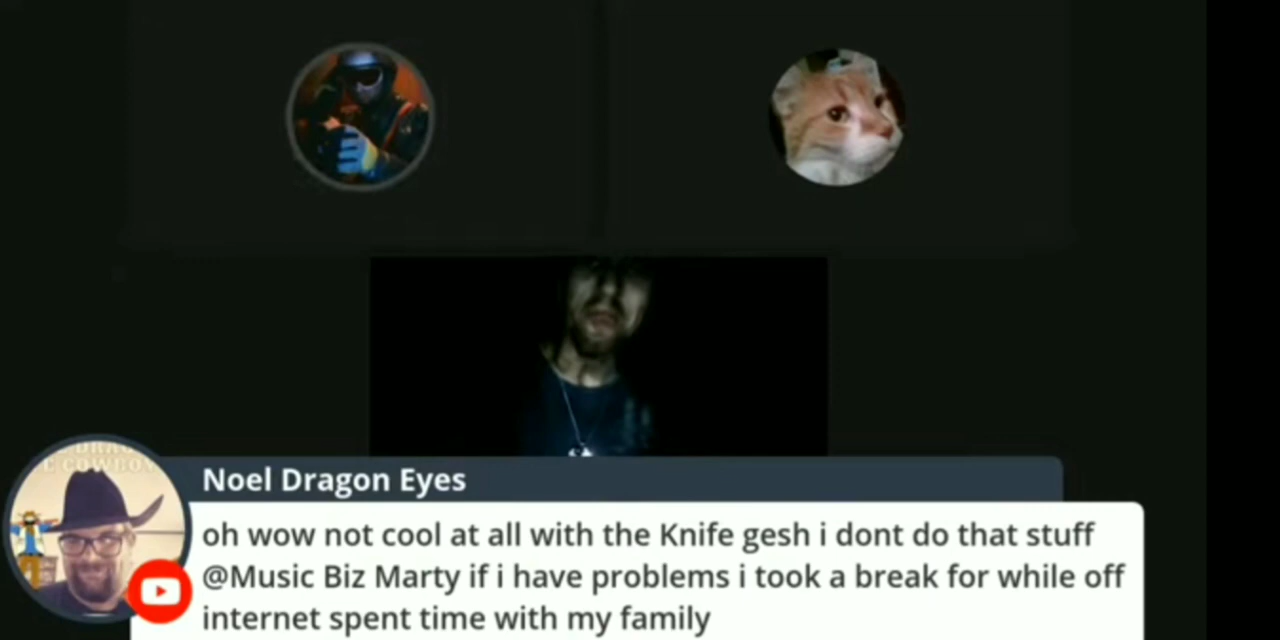 Noel Dragon Eyes
oh wow not cool at all with the Knife gesh i dont do that stuff
@Music Biz Marty if i have problems i took a break for while off
internet spent time with my family